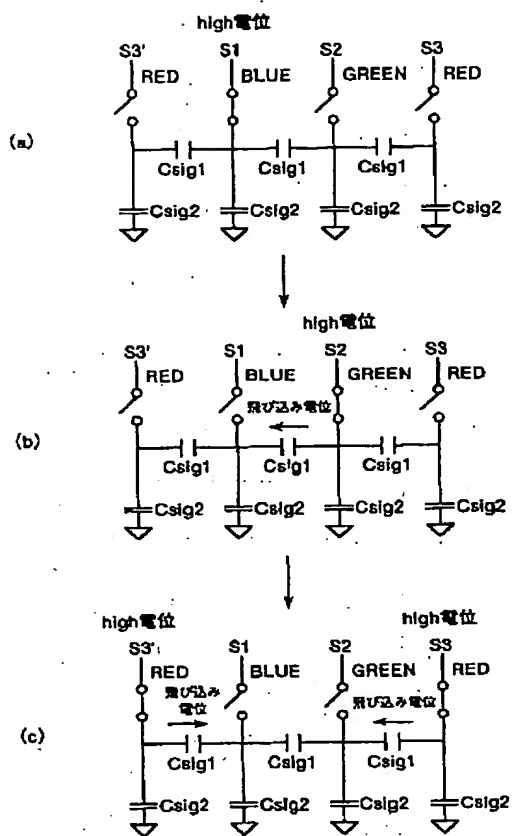 high電位
S3' S1 S2 S3
RED BLUE GREEN RED
(a)
Csig1 Csig1 Csig1
Csig2 Csig2 Csig2 Csig2
high電位
S3' S1 S2 S3
RED BLUE GREEN RED
飛び込み電位
(b)
Csig1 Csig1 Csig1
Csig2 Csig2 Csig2 Csig2
high電位 high電位
S3' S1 S2 S3
RED BLUE GREEN RED
飛び込み 飛び込み電位
電位
(c)
Csig1 Csig1 Csig1
Csig2 Csig2 Csig2 Csig2